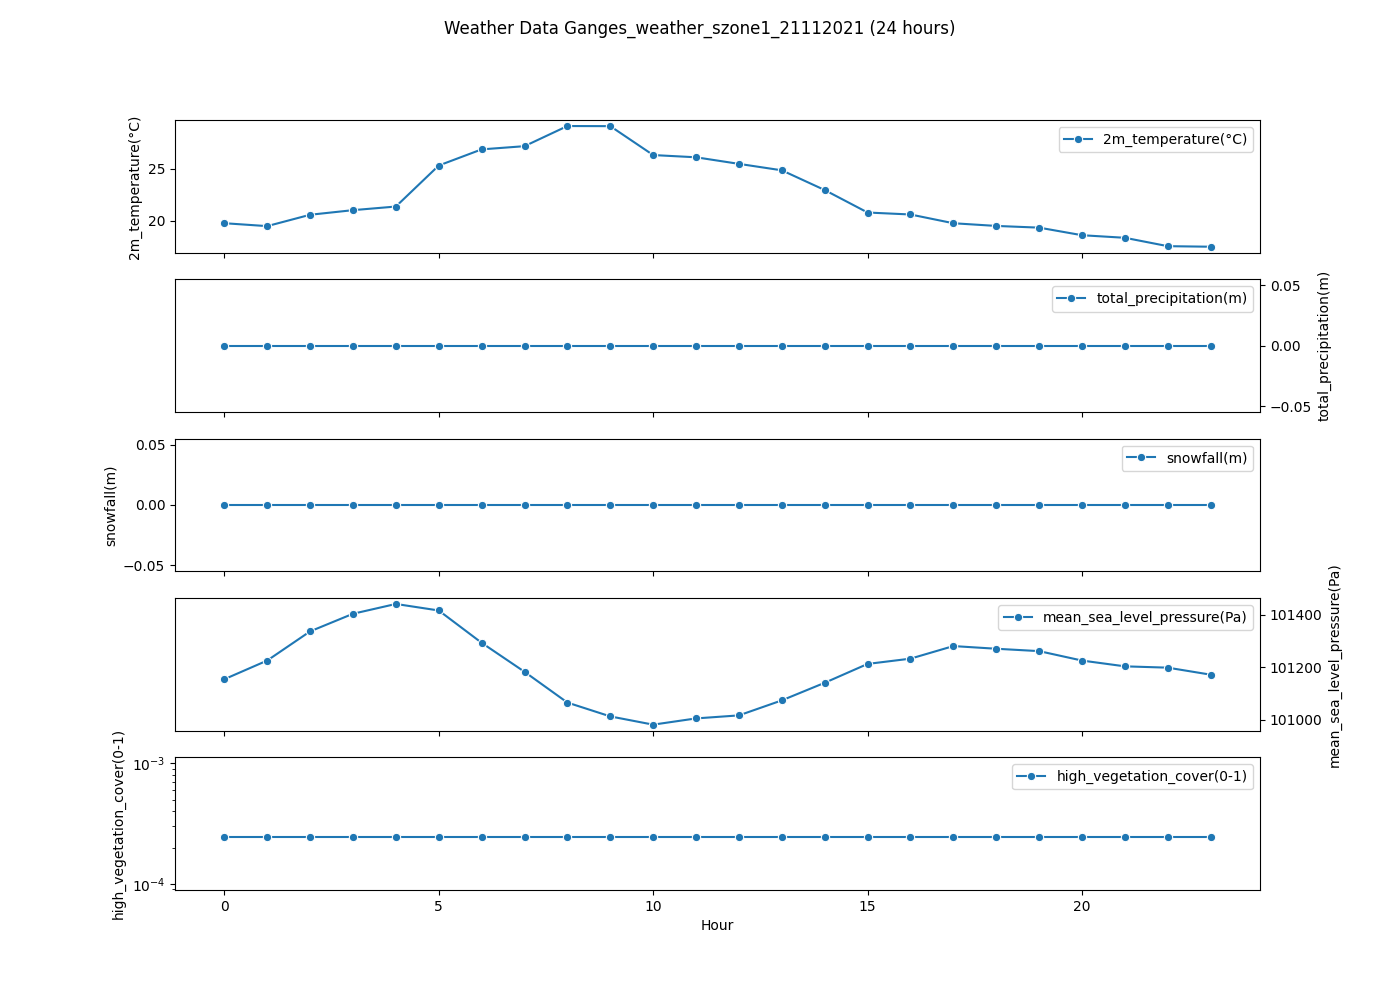 Weather Data Ganges_weather_szone1_21112021 (24 hours)
2m_temperature(°C)
25
20
2m_temperature(°C)
total_precipitation(m)
0.05
0.00
−0.05
total_precipitation(m)
snowfall(m)
0.05
0.00
−0.05
snowfall(m)
mean_sea_level_pressure(Pa)
101400
101200
101000
mean_sea_level_pressure(Pa)
high_vegetation_cover(0-1)
10⁻³
10⁻⁴
high_vegetation_cover(0-1)
0 5 10 15 20
Hour